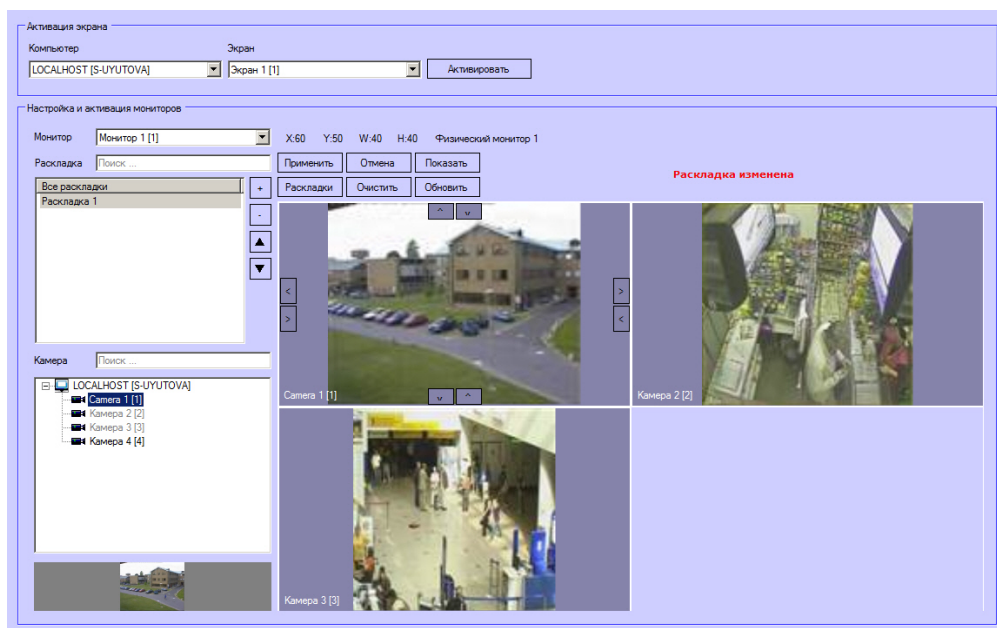 Активация экрана
Компьютер Экран
LOCALHOST [S-UYUTOVA] Экран 1 [1] Активировать
Настройка и активация мониторов
Монитор Монитор 1 [1] X:60 Y:50 W:40 H:40 Физический монитор 1
Раскладка Поиск ... Применить Отмена Показать
Раскладка изменена
Все раскладки + Раскладки Очистить Обновить
Раскладка 1
-
^ v
▲
▼
< >
> <
Камера Поиск ...
LOCALHOST [S-UYUTOVA]
Camera 1 [1]
Камера 2 [2]
Камера 3 [3]
Камера 4 [4]
Camera 1 [1] v ^ Камера 2 [2]
Камера 3 [3]